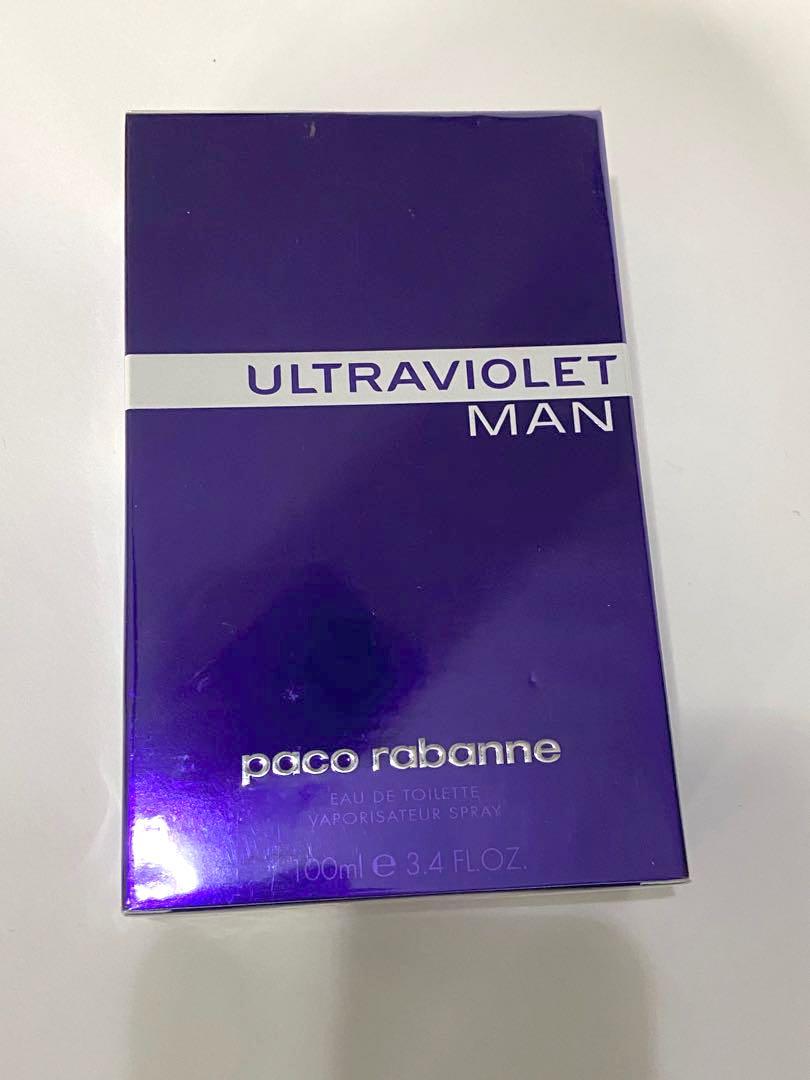 ULTRAVIOLET
MAN
paco rabanne
EAU DE TOILETTE
VAPORISATEUR SPRAY
100ml e 3.4 FL.OZ.